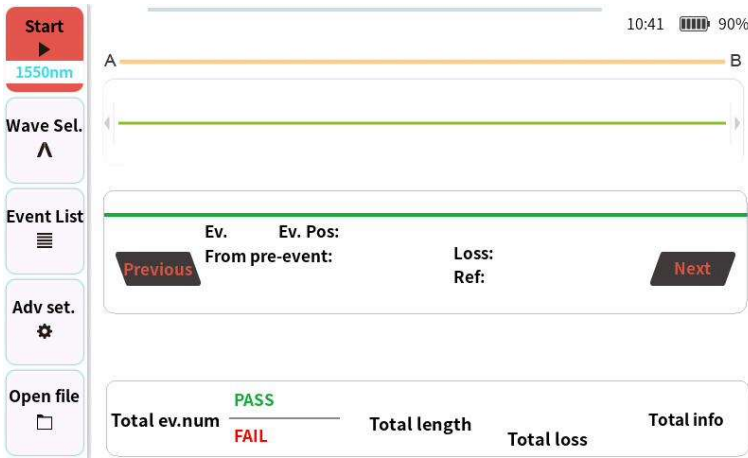 Start
1550nm
Wave Sel.
Event List
Adv set.
Open file
10:41 90%
A B
Ev. Ev. Pos:
From pre-event: Loss:
Ref:
Previous Next
Total ev.num PASS
FAIL
Total length
Total loss
Total info